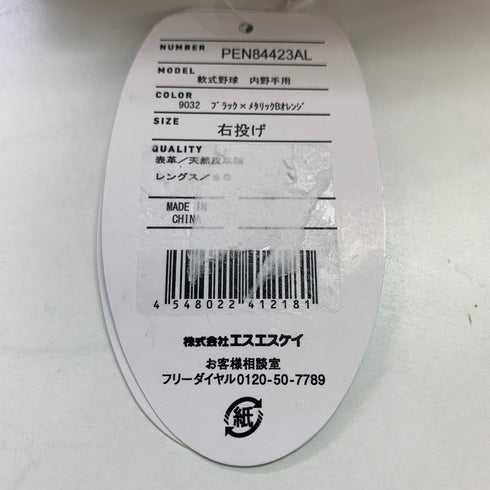 NUMBER PEN84423AL
MODEL
軟式野球 内野手用
COLOR
9032 ブラック×メタリックBオレンジ
SIZE
右投げ
QUALITY
表革/天然皮革
レングス/5S
MADE IN
CHINA
4 548022 412181
株式会社エスエスケイ
お客様相談室
フリーダイヤル0120-50-7789
紙